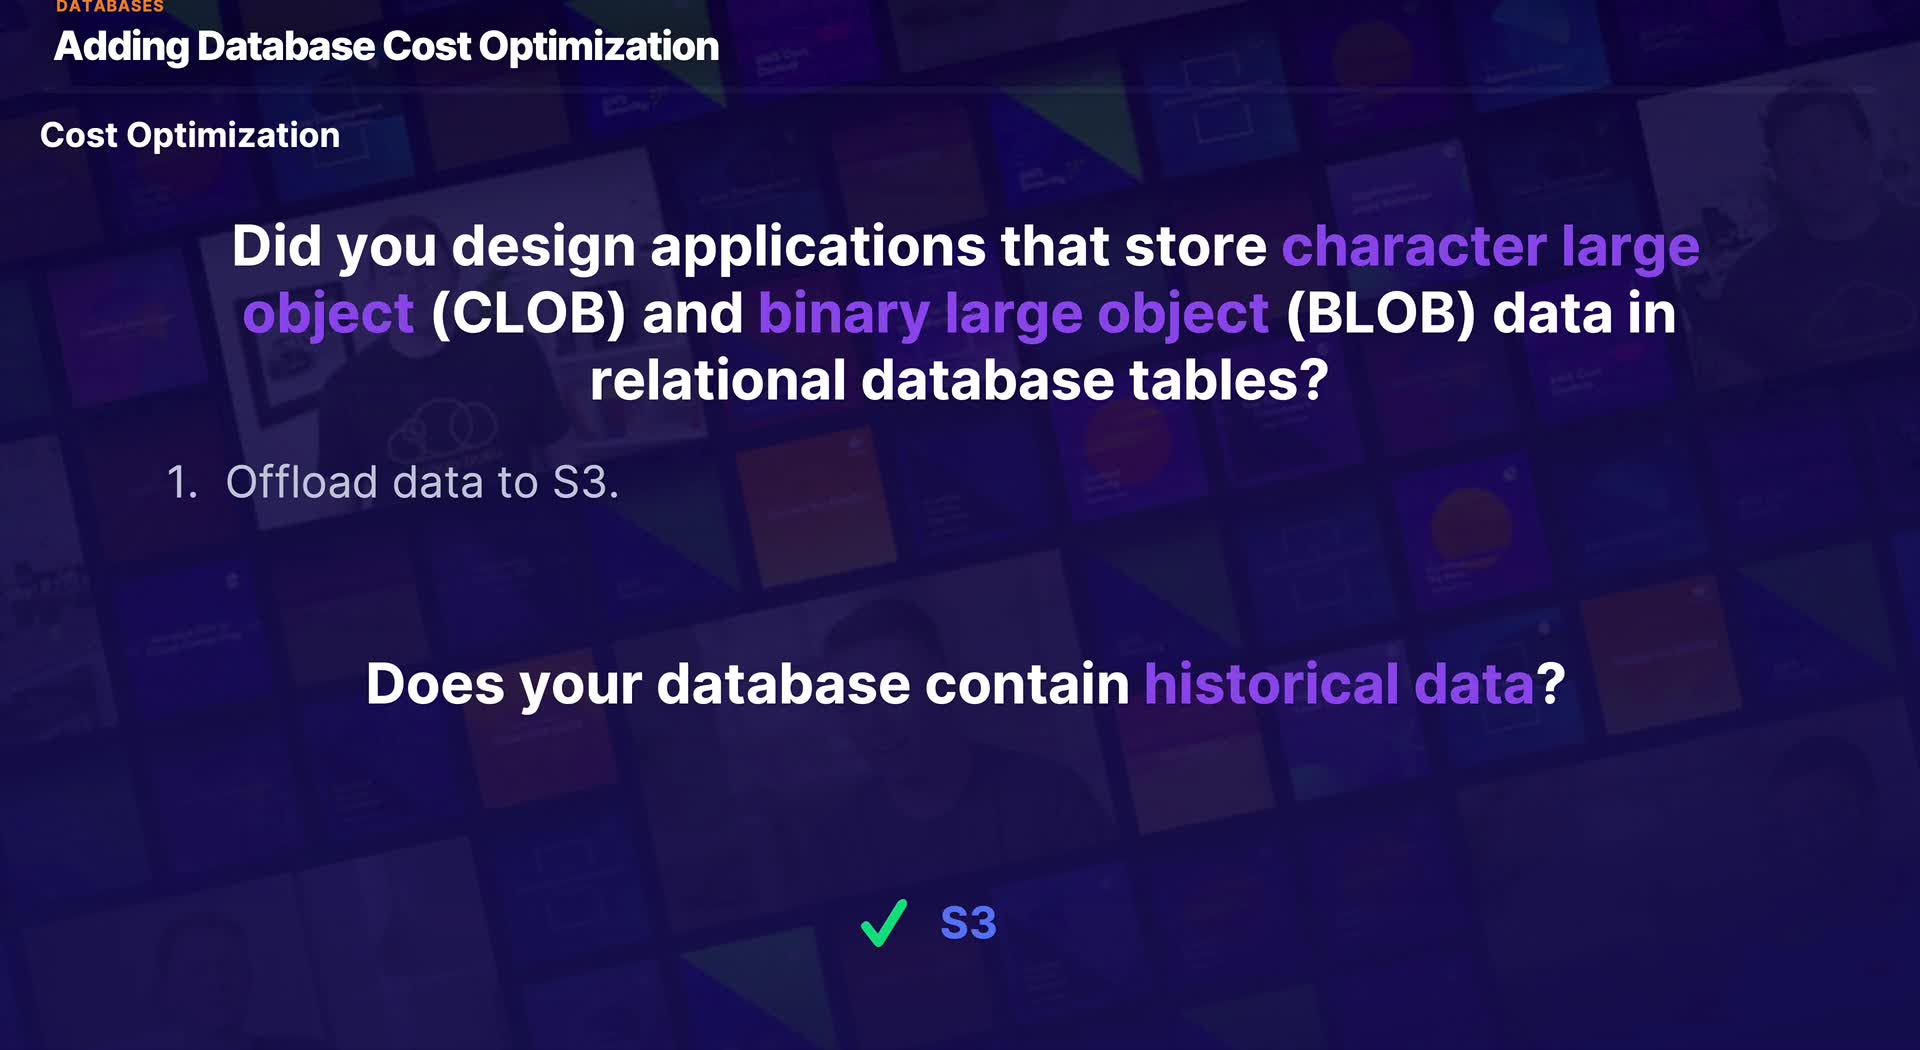 DATABASES
Adding Database Cost Optimization
Cost Optimization
Did you design applications that store character large
object (CLOB) and binary large object (BLOB) data in
relational database tables?
1. Offload data to S3.
Does your database contain historical data?
S3